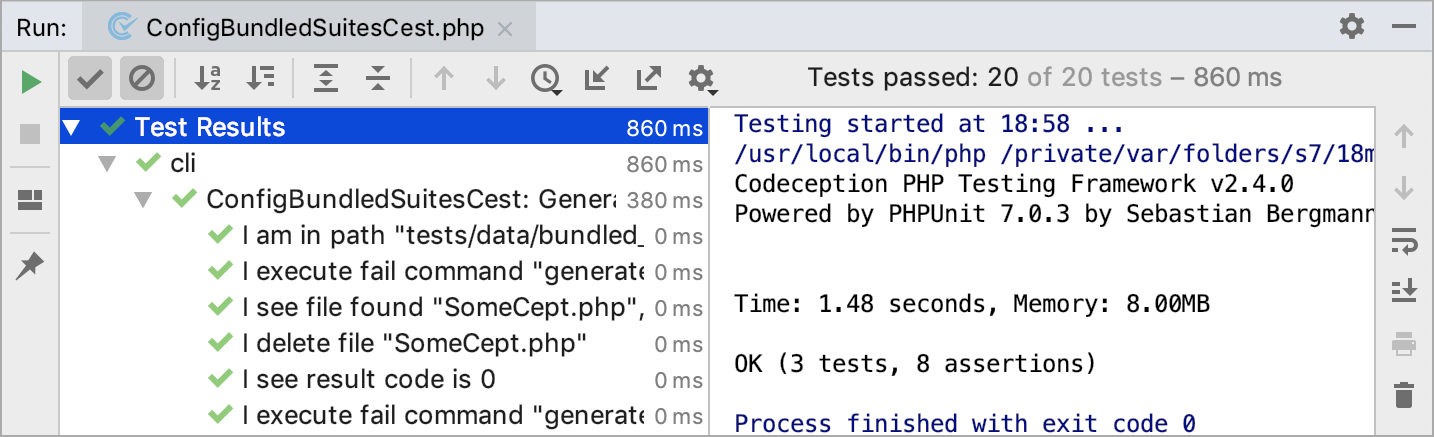 Run: ConfigBundledSuitesCest.php
Tests passed: 20 of 20 tests – 860 ms
Test Results 860 ms
cli 860 ms
ConfigBundledSuitesCest: Genera 380 ms
I am in path "tests/data/bundled_ 0 ms
I execute fail command "generate 0 ms
I see file found "SomeCept.php", 0 ms
I delete file "SomeCept.php" 0 ms
I see result code is 0 0 ms
I execute fail command "generate 0 ms
Testing started at 18:58 ...
/usr/local/bin/php /private/var/folders/s7/18m
Codeception PHP Testing Framework v2.4.0
Powered by PHPUnit 7.0.3 by Sebastian Bergmann
Time: 1.48 seconds, Memory: 8.00MB
OK (3 tests, 8 assertions)
Process finished with exit code 0